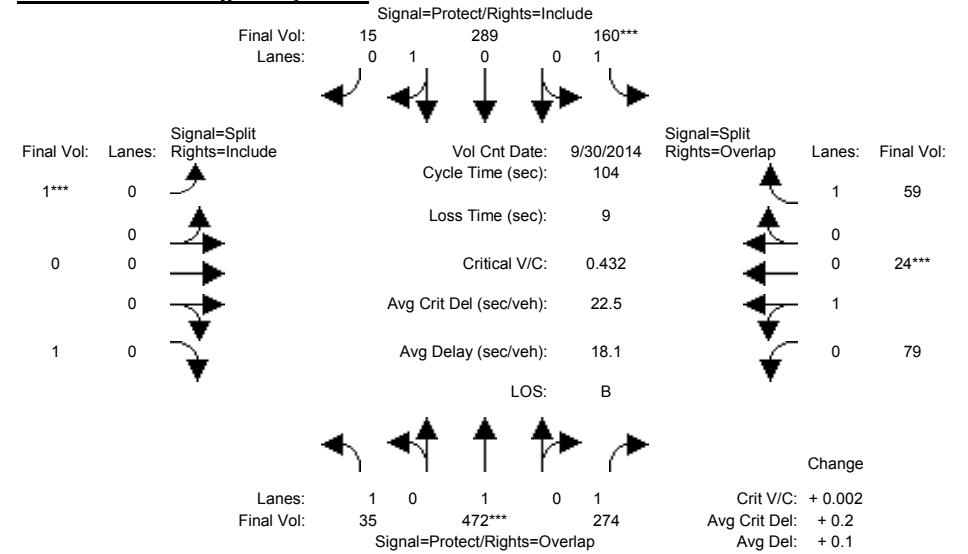 Signal=Protect/Rights=Include
Final Vol: 15 289 160***
Lanes: 0 1 0 0 1
Signal=Split Signal=Split
Final Vol: Lanes: Rights=Include Vol Cnt Date: 9/30/2014 Rights=Overlap Lanes: Final Vol:
Cycle Time (sec): 104
1*** 0 1 59
Loss Time (sec): 9
0 0
0 0 Critical V/C: 0.432 0 24***
0 Avg Crit Del (sec/veh): 22.5 1
1 0 Avg Delay (sec/veh): 18.1 0 79
LOS: B
Change
Lanes: 1 0 1 0 1 Crit V/C: + 0.002
Final Vol: 35 472*** 274 Avg Crit Del: + 0.2
Signal=Protect/Rights=Overlap Avg Del: + 0.1